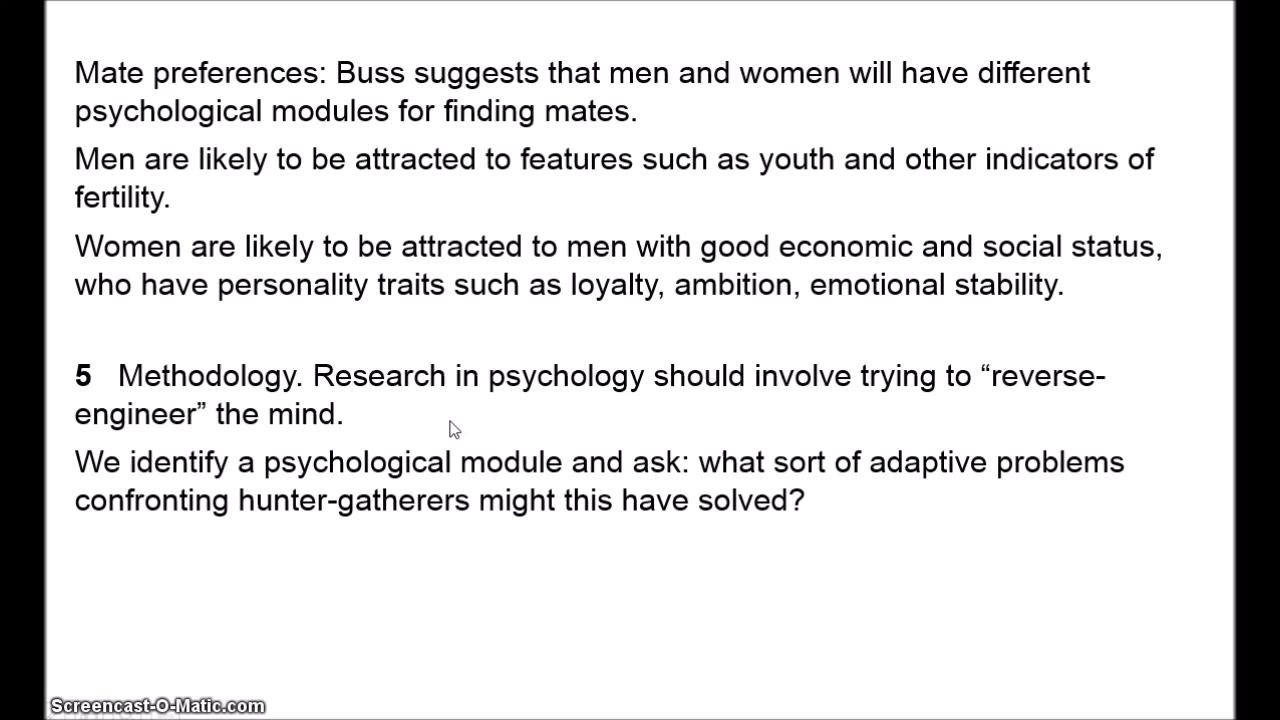 Mate preferences: Buss suggests that men and women will have different
psychological modules for finding mates.
Men are likely to be attracted to features such as youth and other indicators of
fertility.
Women are likely to be attracted to men with good economic and social status,
who have personality traits such as loyalty, ambition, emotional stability.
5 Methodology. Research in psychology should involve trying to “reverse-
engineer” the mind.
We identify a psychological module and ask: what sort of adaptive problems
confronting hunter-gatherers might this have solved?
Screencast-O-Matic.com